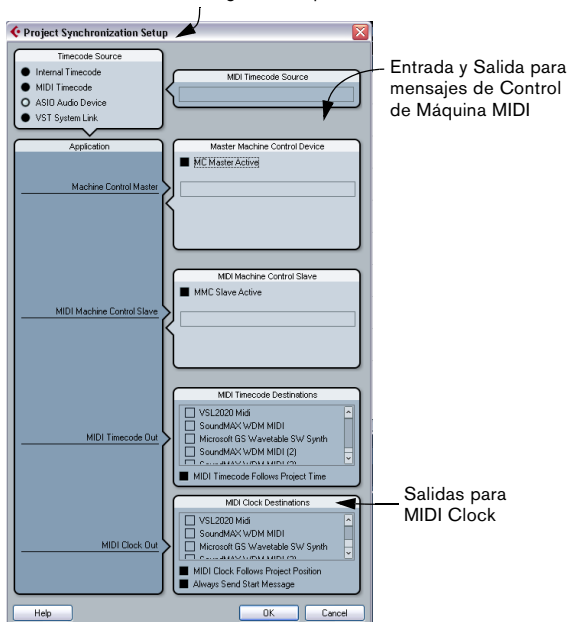 Project Synchronization Setup
Timecode Source
Internal Timecode
MIDI Timecode
ASIO Audio Device
VST System Link
MIDI Timecode Source
Entrada y Salida para
mensajes de Control
de Máquina MIDI
Application
Master Machine Control Device
MC Master Active
Machine Control Master
MIDI Machine Control Slave
MMC Slave Active
MIDI Machine Control Slave
MIDI Timecode Destinations
VSL2020 Midi
SoundMAX WDM MIDI
Microsoft GS Wavetable SW Synth
SoundMAX WDM MIDI (2)
MIDI Timecode Out
MIDI Timecode Follows Project Time
MIDI Clock Destinations
Salidas para
MIDI Clock
VSL2020 Midi
SoundMAX WDM MIDI
Microsoft GS Wavetable SW Synth
MIDI Clock Out
MIDI Clock Follows Project Position
Always Send Start Message
Help
OK
Cancel